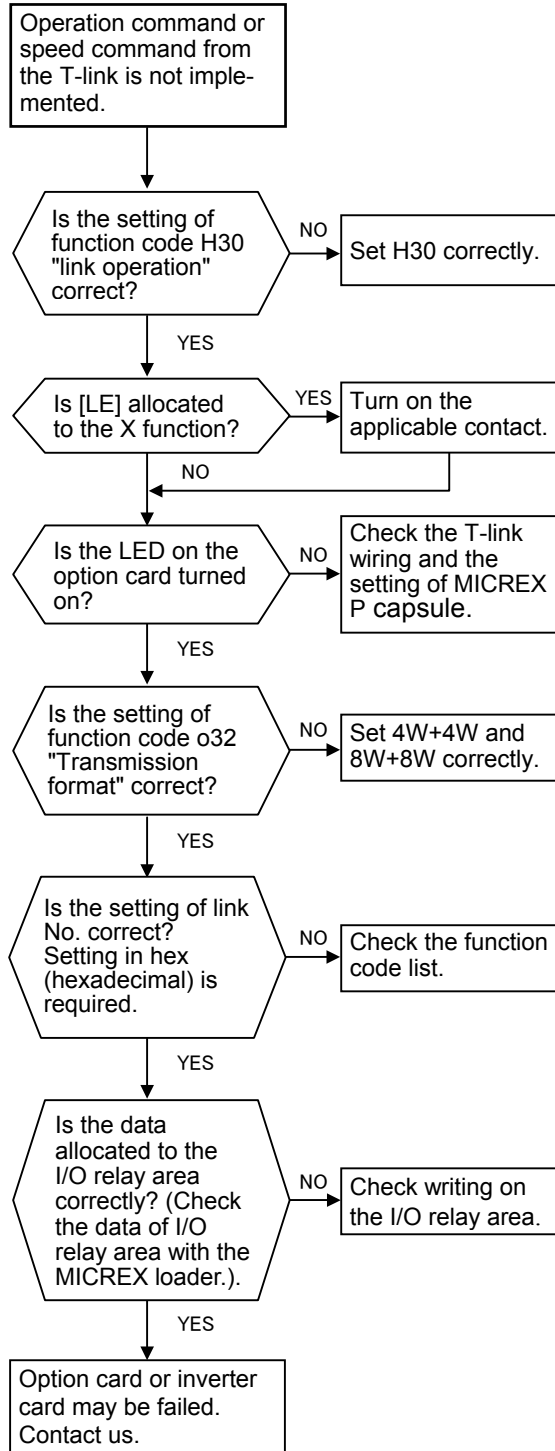 Operation command or
speed command from
the T-link is not imple-
mented.
Is the setting of
function code H30
"link operation"
correct?
NO
Set H30 correctly.
YES
Is [LE] allocated
to the X function?
YES
Turn on the
applicable contact.
NO
Is the LED on the
option card turned
on?
NO
Check the T-link
wiring and the
setting of MICREX
P capsule.
YES
Is the setting of
function code o32
"Transmission
format" correct?
NO
Set 4W+4W and
8W+8W correctly.
YES
Is the setting of link
No. correct?
Setting in hex
(hexadecimal) is
required.
NO
Check the function
code list.
YES
Is the data
allocated to the
I/O relay area
correctly? (Check
the data of I/O
relay area with the
MICREX loader.).
NO
Check writing on
the I/O relay area.
YES
Option card or inverter
card may be failed.
Contact us.